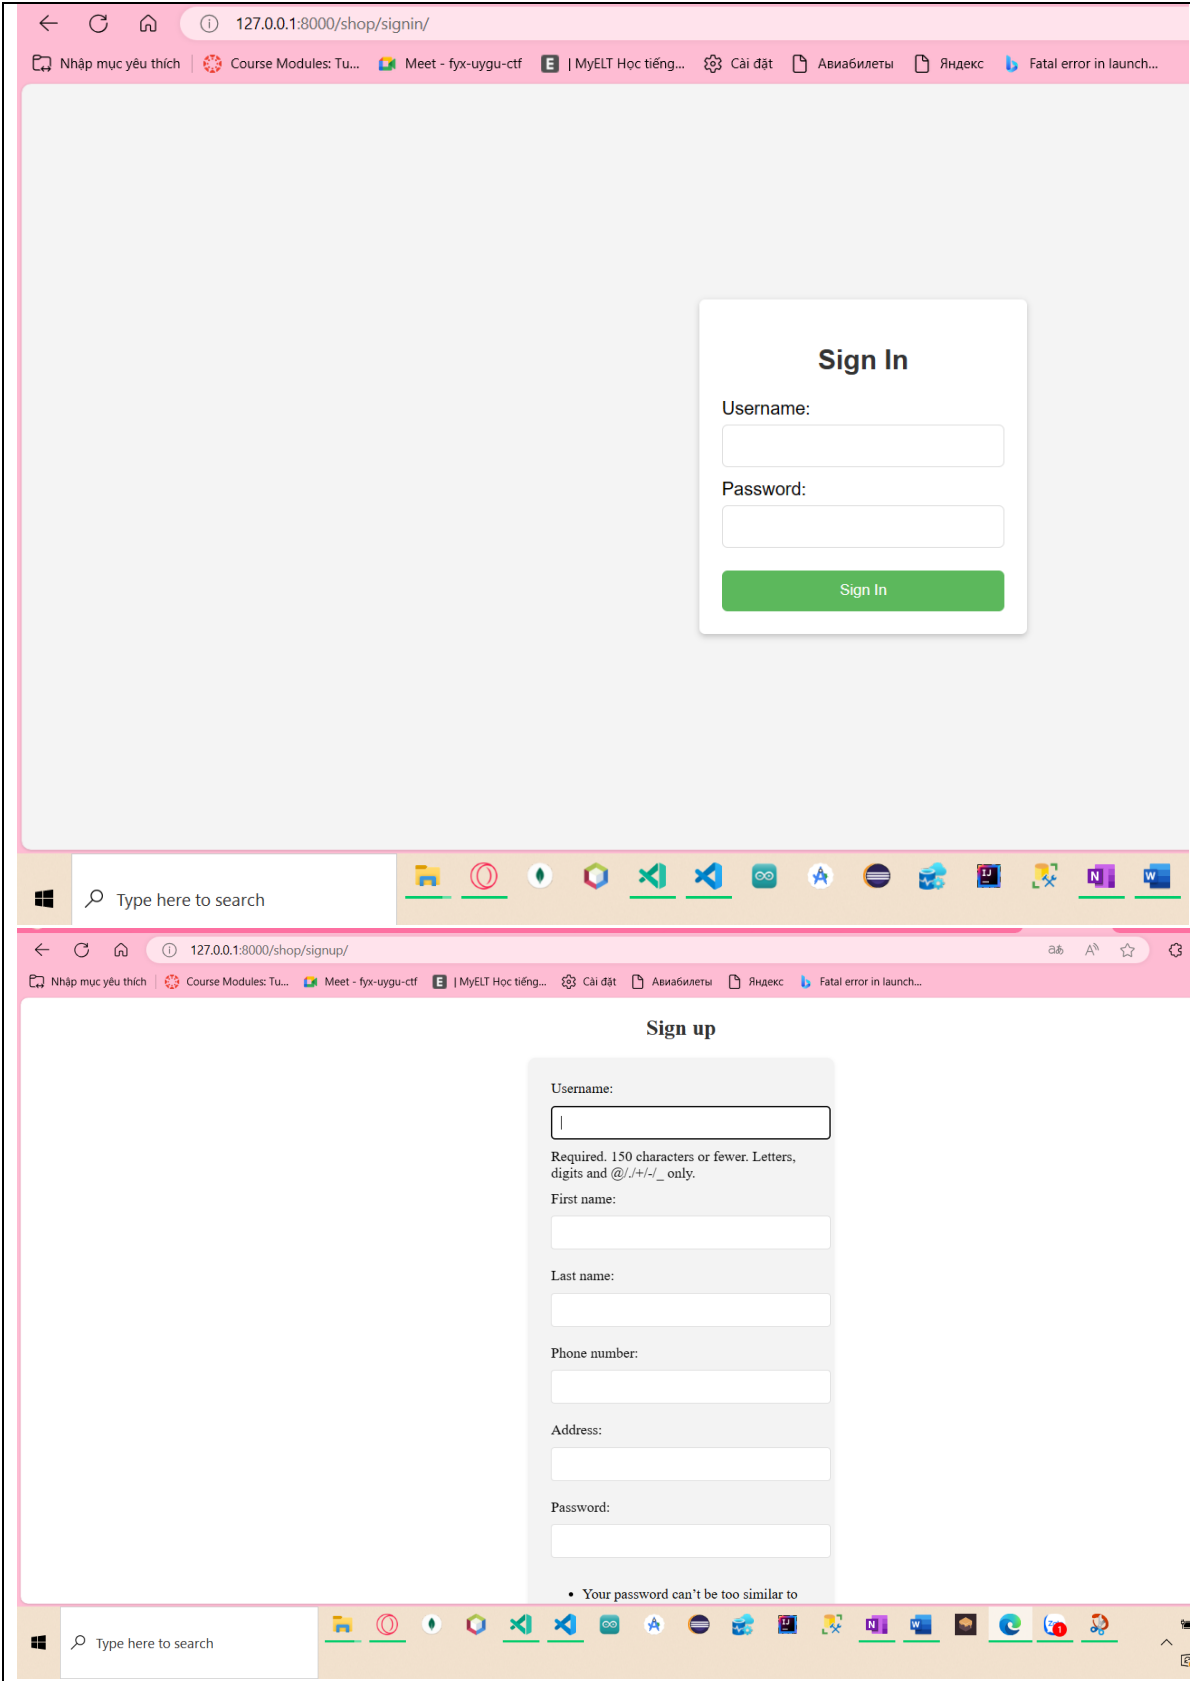 127.0.0.1:8000/shop/signin/
Nhập mục yêu thích Course Modules: Tu... Meet - fyx-uygu-ctf E | MyELT Học tiếng... Cài đặt Авиабилеты Яндекс Fatal error in launch...
Sign In
Username:
Password:
Sign In
Type here to search
127.0.0.1:8000/shop/signup/
Nhập mục yêu thích Course Modules: Tu... Meet - fyx-uygu-ctf E | MyELT Học tiếng... Cài đặt Авиабилеты Яндекс Fatal error in launch...
Sign up
Username:
Required. 150 characters or fewer. Letters,
digits and @/./+/-/_ only.
First name:
Last name:
Phone number:
Address:
Password:
• Your password can't be too similar to
Type here to search